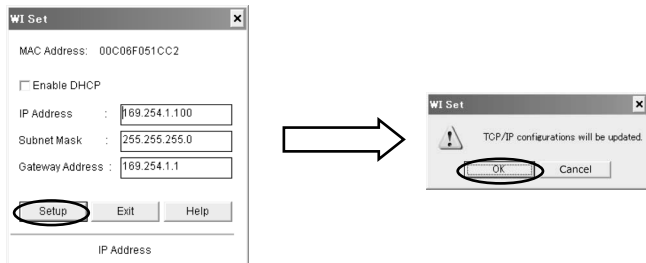 WI Set
MAC Address: 00C06F051CC2
Enable DHCP
IP Address : 169.254.1.100
Subnet Mask : 255.255.255.0
Gateway Address : 169.254.1.1
Setup Exit Help
IP Address
WI Set
TCP/IP configurations will be updated.
OK Cancel